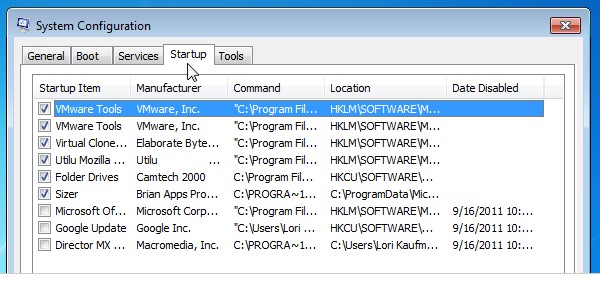 System Configuration
General Boot Services Startup Tools
Startup Item Manufacturer Command Location Date Disabled
VMware Tools VMware, Inc. "C:\Program Fil... HKLM\SOFTWARE\M...
VMware Tools VMware, Inc. "C:\Program Fil... HKLM\SOFTWARE\M...
Virtual Clone... Elaborate Byte... "C:\Program Fil... HKLM\SOFTWARE\M...
Utilu Mozilla ... Utilu ... "C:\Program Fil... HKLM\SOFTWARE\M...
Folder Drives Camtech 2000 "C:\Program Fil... HKCU\SOFTWARE\M...
Sizer Brian Apps Pro... C:\PROGRA~1... C:\ProgramData\Mic...
Microsoft Of... Microsoft Corp... "C:\Program Fil... HKLM\SOFTWARE\M... 9/16/2011 10:...
Google Update Google Inc. "C:\Users\Lori ... HKCU\SOFTWARE\M... 9/16/2011 10:...
Director MX ... Macromedia, Inc. C:\PROGRA~1... C:\Users\Lori Kaufm... 9/16/2011 10:...